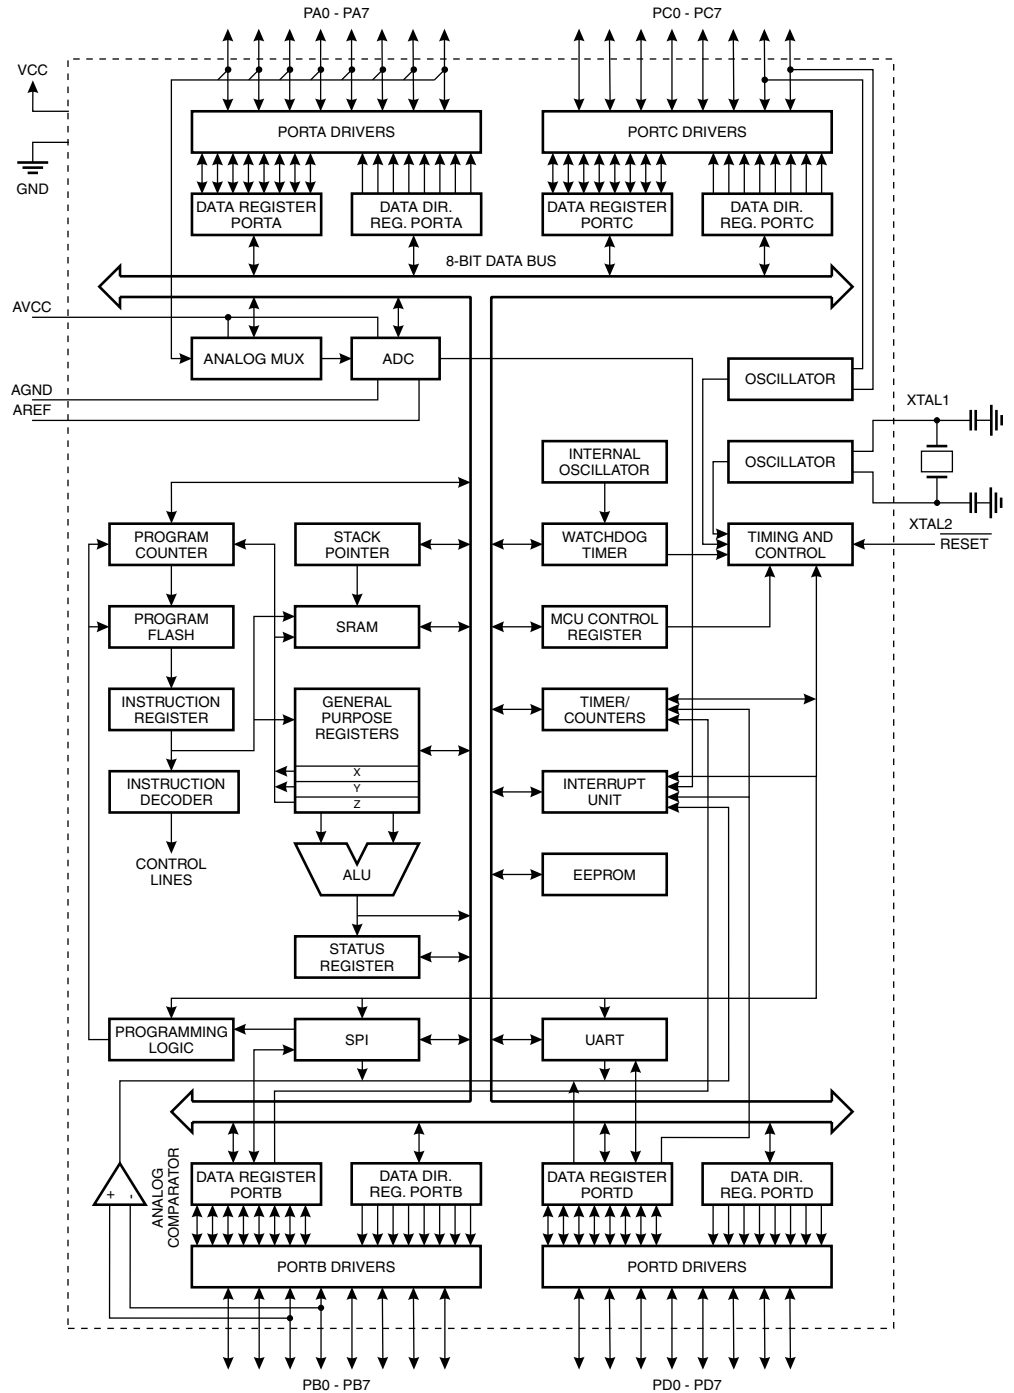 PA0 - PA7
PC0 - PC7
VCC
GND
PORTA DRIVERS
PORTC DRIVERS
DATA REGISTER
PORTA
DATA DIR.
REG. PORTA
DATA REGISTER
PORTC
DATA DIR.
REG. PORTC
8-BIT DATA BUS
AVCC
ANALOG MUX
ADC
AGND
AREF
OSCILLATOR
XTAL1
INTERNAL
OSCILLATOR
OSCILLATOR
XTAL2
RESET
PROGRAM
COUNTER
STACK
POINTER
WATCHDOG
TIMER
TIMING AND
CONTROL
PROGRAM
FLASH
SRAM
MCU CONTROL
REGISTER
INSTRUCTION
REGISTER
GENERAL
PURPOSE
REGISTERS
X
Y
Z
TIMER/
COUNTERS
INSTRUCTION
DECODER
INTERRUPT
UNIT
CONTROL
LINES
ALU
EEPROM
STATUS
REGISTER
PROGRAMMING
LOGIC
SPI
UART
+
-
ANALOG
COMPARATOR
DATA REGISTER
PORTB
DATA DIR.
REG. PORTB
DATA REGISTER
PORTD
DATA DIR.
REG. PORTD
PORTB DRIVERS
PORTD DRIVERS
PB0 - PB7
PD0 - PD7